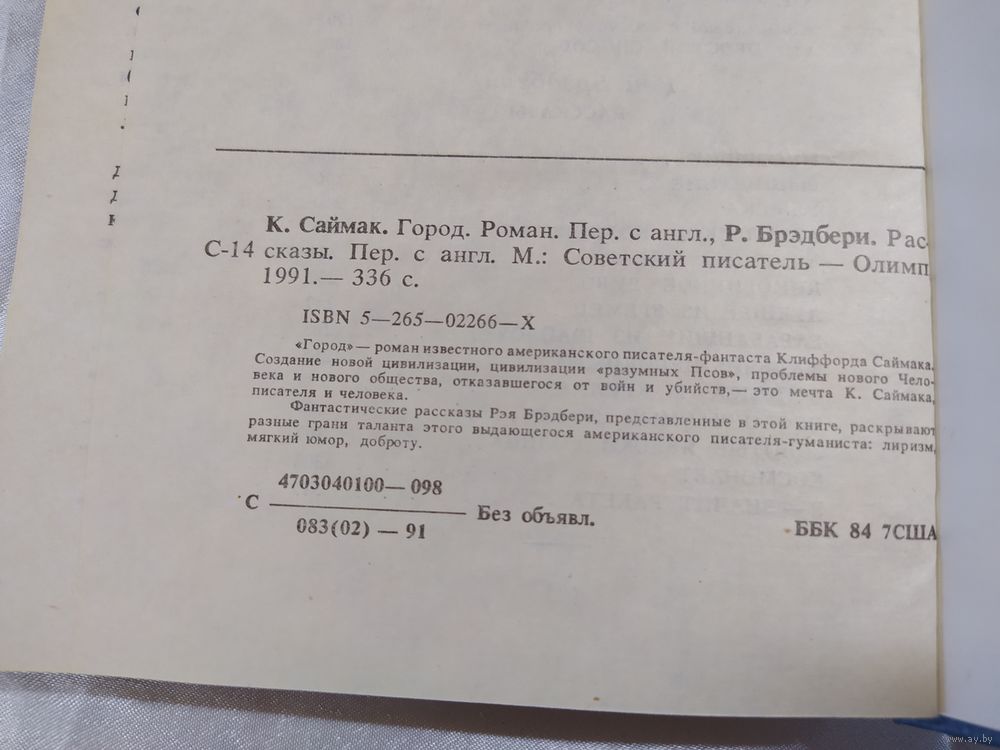 К. Саймак. Город. Роман. Пер. с англ., Р. Брэдбери. Рас-
С-14 сказы. Пер. с англ. М.: Советский писатель — Олимп
1991.— 336 с.
ISBN 5—265—02266—X
«Город»— роман известного американского писателя-фантаста Клиффорда Саймака.
Создание новой цивилизации, цивилизации «разумных Псов», проблемы нового Чело-
века и нового общества, отказавшегося от войн и убийств,— это мечта К. Саймака,
писателя и человека.
Фантастические рассказы Рэя Брэдбери, представленные в этой книге, раскрывают
разные грани таланта этого выдающегося американского писателя-гуманиста: лиризм,
мягкий юмор, доброту.
4703040100—098
С ——— Без объявл.
083(02) — 91
ББК 84 7США
www.ay.by